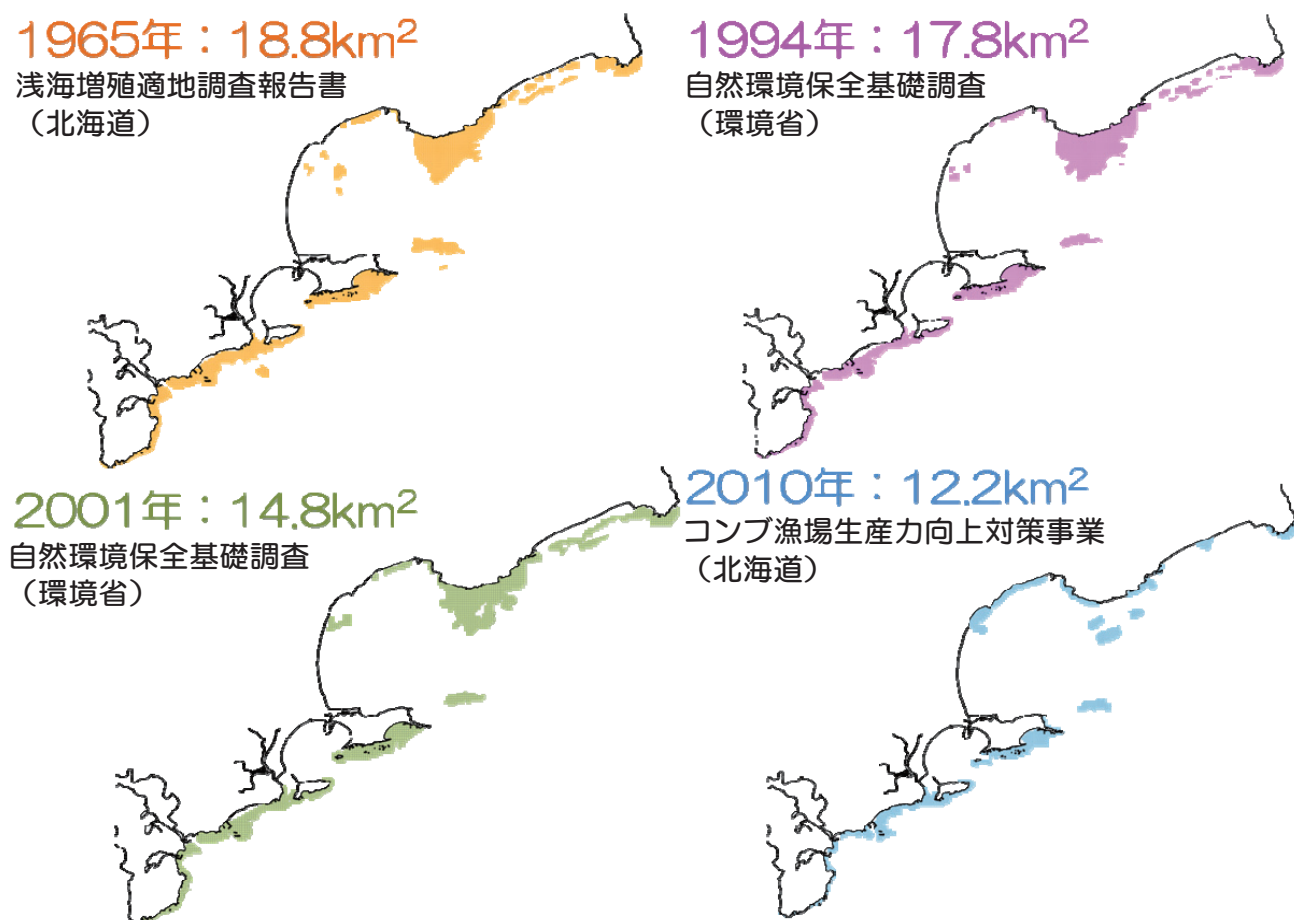 1965年：18.8km²
浅海増殖適地調査報告書
（北海道）
1994年：17.8km²
自然環境保全基礎調査
（環境省）
2001年：14.8km²
自然環境保全基礎調査
（環境省）
2010年：12.2km²
コンブ漁場生産力向上対策事業
（北海道）